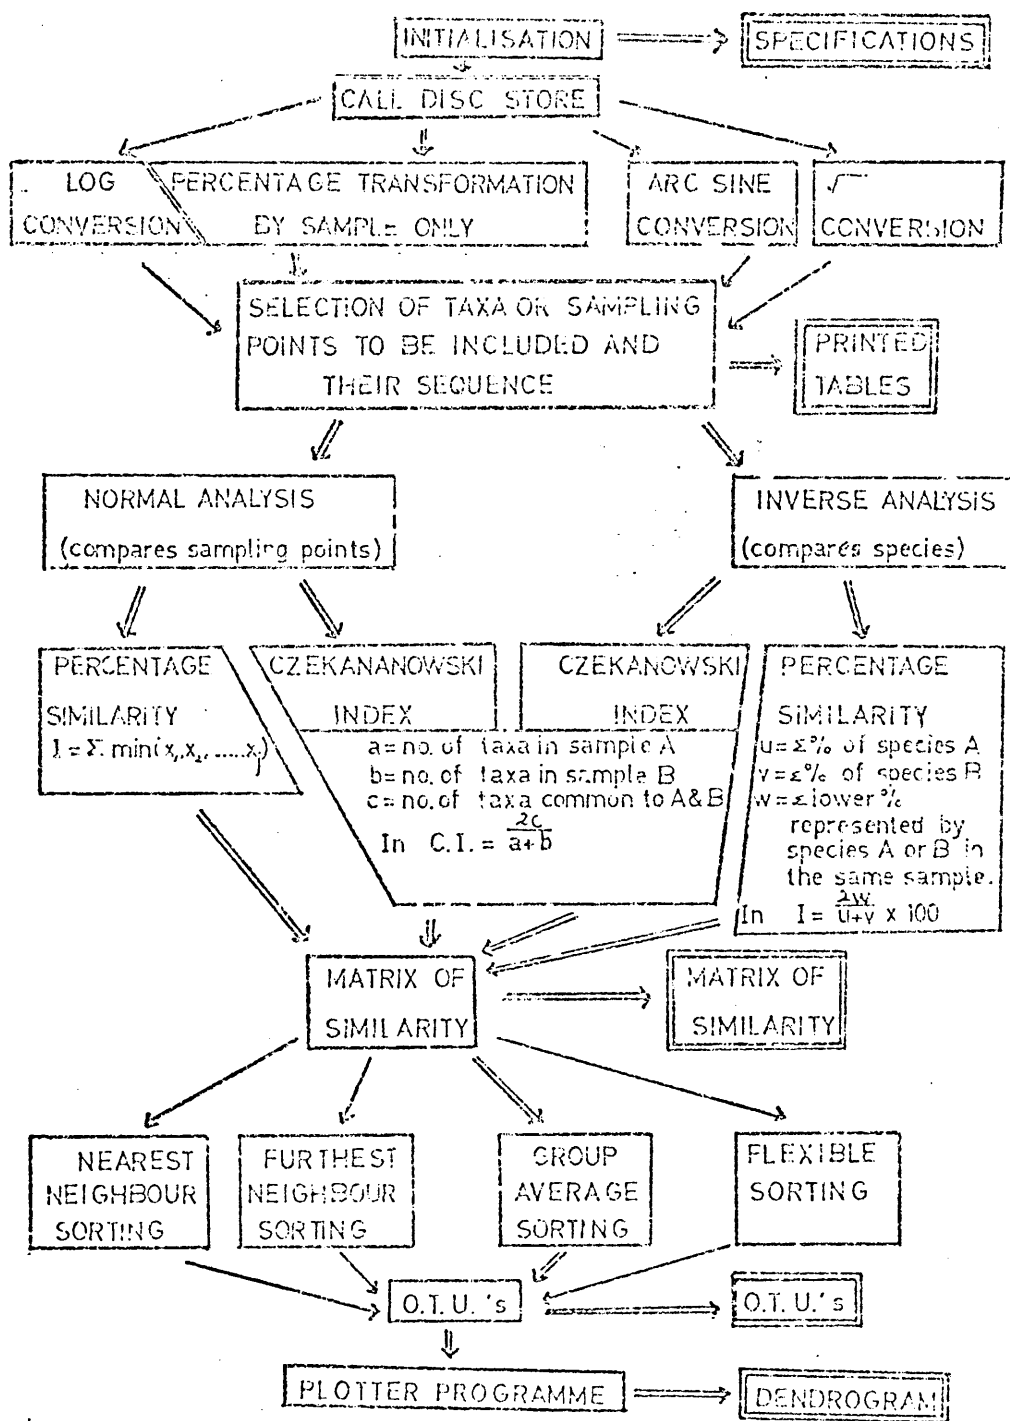 INITIALISATION
SPECIFICATIONS
CALL DISC STORE
LOG
CONVERSION
PERCENTAGE TRANSFORMATION
BY SAMPLE ONLY
ARC SINE
CONVERSION
√
CONVERSION
SELECTION OF TAXA OR SAMPLING
POINTS TO BE INCLUDED AND
THEIR SEQUENCE
PRINTED
TABLES
NORMAL ANALYSIS
(compares sampling points)
INVERSE ANALYSIS
(compares species)
PERCENTAGE
SIMILARITY
I = Σ min(x₁,x₂,.....xⱼ)
CZEKANANOWSKI
INDEX
CZEKANOWSKI
INDEX
a=no. of taxa in sample A
b=no. of taxa in sample B
c=no. of taxa common to A&B
In C.I. = 2c/a+b
PERCENTAGE
SIMILARITY
u=Σ% of species A
v=Σ% of species B
w=Σlower %
represented by
species A or B in
the same sample.
In I = 2w/u+v x 100
MATRIX OF
SIMILARITY
MATRIX OF
SIMILARITY
NEAREST
NEIGHBOUR
SORTING
FURTHEST
NEIGHBOUR
SORTING
GROUP
AVERAGE
SORTING
FLEXIBLE
SORTING
O.T.U.'s
O.T.U.'s
PLOTTER PROGRAMME
DENDROGRAM